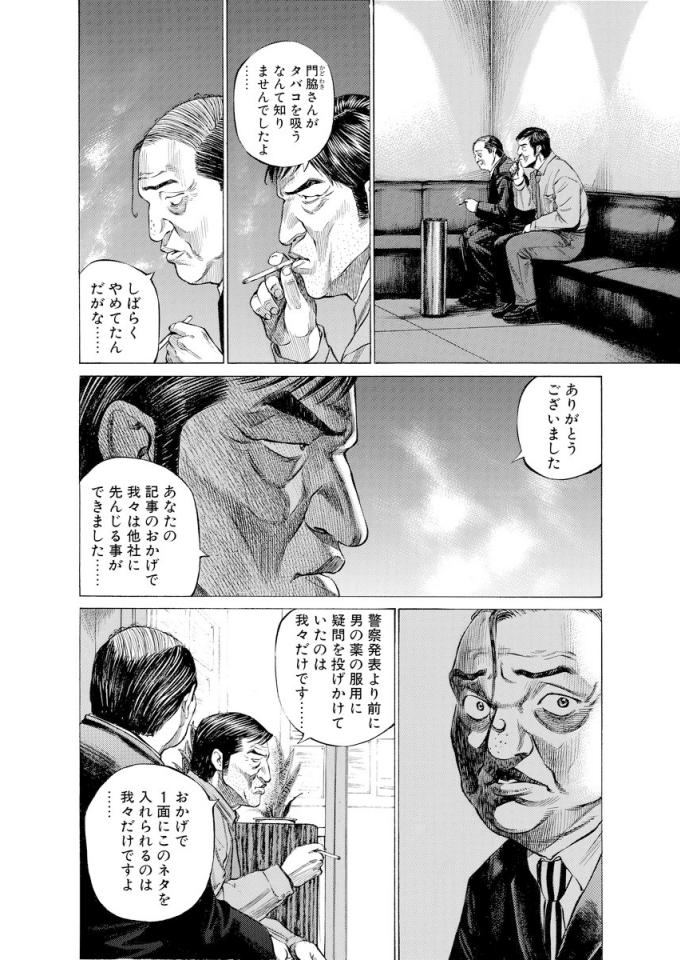 門脇さんが
かどわき
タバコを吸う
なんて知り
ませんでしたよ
……
しばらく
やめてたん
だがな……
ありがとう
ございました
あなたの
記事のおかげで
我々は他社に
先んじる事が
できました……
警察発表より前に
男の薬の服用に
疑問を投げかけて
いたのは
我々だけです……
おかげで
1面にこのネタを
入れられるのは
我々だけですよ
……